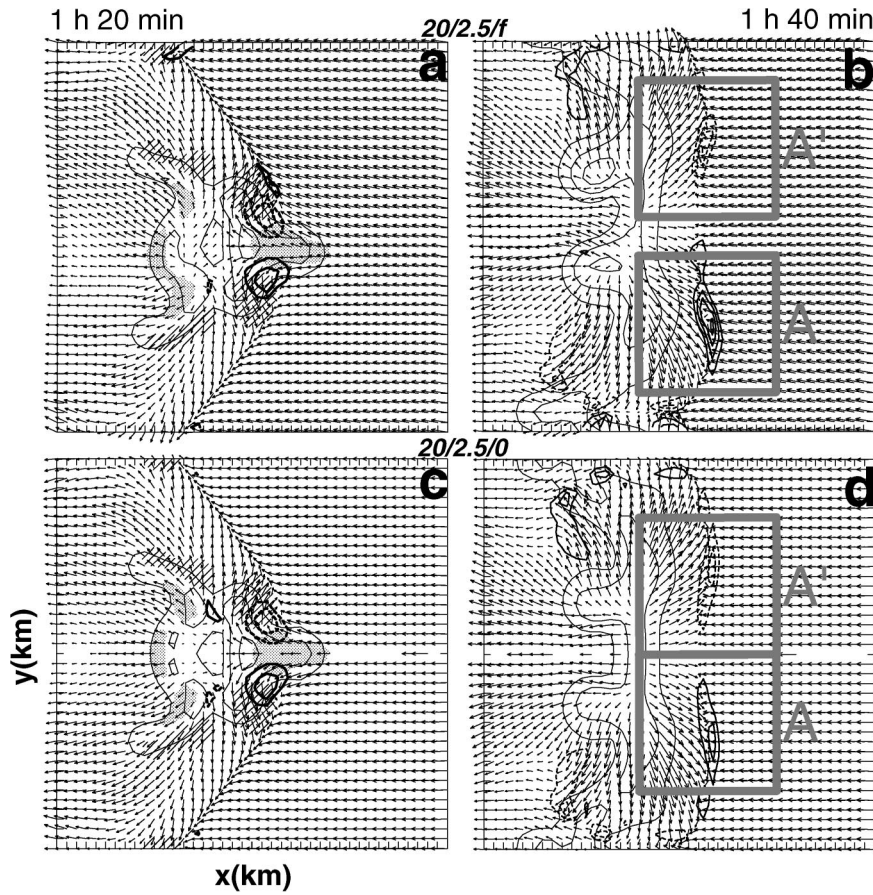 1 h 20 min
20/2.5/f
1 h 40 min
a
b
A'
A
20/2.5/0
c
d
A'
A
y(km)
x(km)